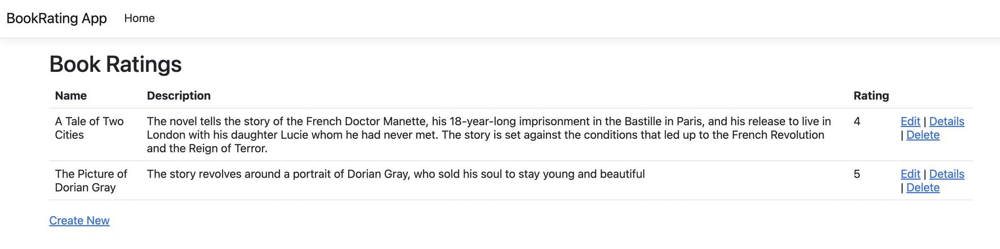 BookRating App Home
Book Ratings
Name Description Rating
A Tale of Two Cities
The novel tells the story of the French Doctor Manette, his 18-year-long imprisonment in the Bastille in Paris, and his release to live in
London with his daughter Lucie whom he had never met. The story is set against the conditions that led up to the French Revolution
and the Reign of Terror.
4
Edit | Details
| Delete
The Picture of
Dorian Gray
The story revolves around a portrait of Dorian Gray, who sold his soul to stay young and beautiful
5
Edit | Details
| Delete
Create New